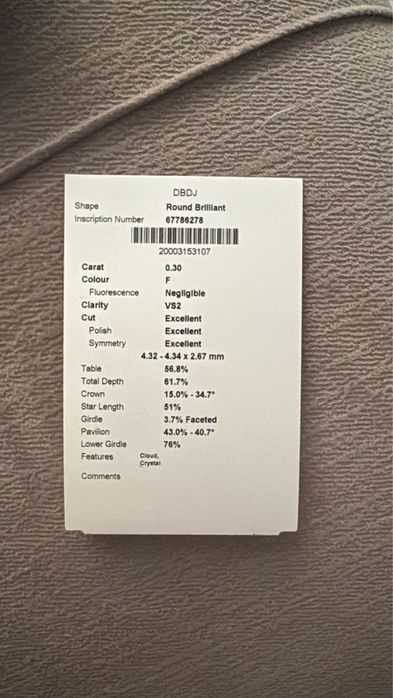 DBDJ
Shape Round Brilliant
Inscription Number 67786278
20003153107
Carat 0.30
Colour F
Fluorescence Negligible
Clarity VS2
Cut Excellent
Polish Excellent
Symmetry Excellent
4.32 - 4.34 x 2.67 mm
Table 56.8%
Total Depth 61.7%
Crown 15.0% - 34.7°
Star Length 51%
Girdle 3.7% Faceted
Pavilion 43.0% - 40.7°
Lower Girdle 76%
Features Cloud,
Crystal
Comments